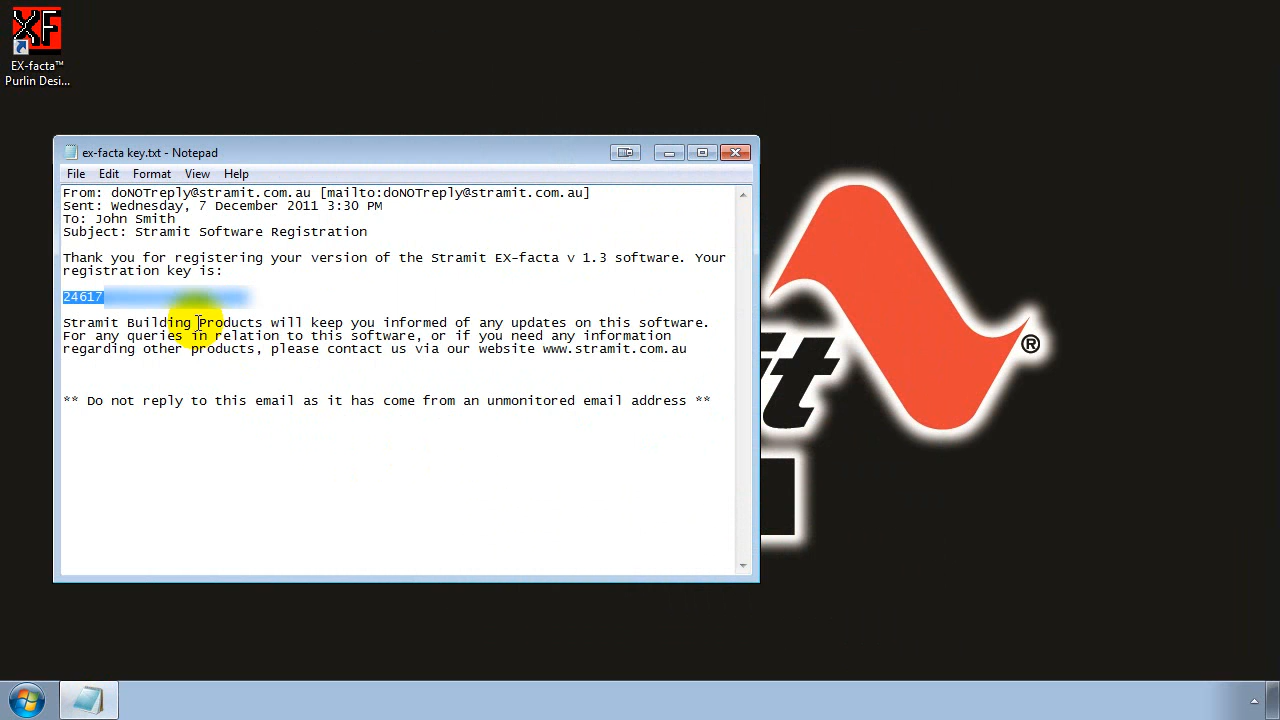 XF
EX-facta™
Purlin Desi...
ex-facta key.txt - Notepad
File Edit Format View Help
From: doNOTreply@stramit.com.au [mailto:doNOTreply@stramit.com.au]
Sent: Wednesday, 7 December 2011 3:30 PM
To: John Smith
Subject: Stramit Software Registration
Thank you for registering your version of the Stramit EX-facta v 1.3 software. Your
registration key is:
24617
Stramit Building Products will keep you informed of any updates on this software.
For any queries in relation to this software, or if you need any information
regarding other products, please contact us via our website www.stramit.com.au
** Do not reply to this email as it has come from an unmonitored email address **
it
®